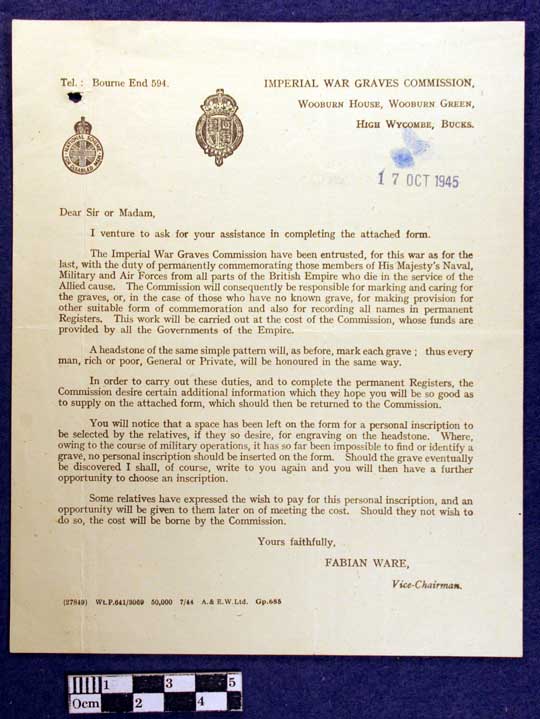 Tel. : Bourne End 594.
IMPERIAL WAR GRAVES COMMISSION,
WOOBURN HOUSE, WOOBURN GREEN,
HIGH WYCOMBE, BUCKS.
17 OCT 1945
Dear Sir or Madam,
I venture to ask for your assistance in completing the attached form.
The Imperial War Graves Commission have been entrusted, for this war as for the
last, with the duty of permanently commemorating those members of His Majesty's Naval,
Military and Air Forces from all parts of the British Empire who die in the service of the
Allied cause. The Commission will consequently be responsible for marking and caring for
the graves, or, in the case of those who have no known grave, for making provision for
other suitable form of commemoration and also for recording all names in permanent
Registers. This work will be carried out at the cost of the Commission, whose funds are
provided by all the Governments of the Empire.
A headstone of the same simple pattern will, as before, mark each grave ; thus every
man, rich or poor, General or Private, will be honoured in the same way.
In order to carry out these duties, and to complete the permanent Registers, the
Commission desire certain additional information which they hope you will be so good as
to supply on the attached form, which should then be returned to the Commission.
You will notice that a space has been left on the form for a personal inscription to
be selected by the relatives, if they so desire, for engraving on the headstone. Where,
owing to the course of military operations, it has so far been impossible to find or identify a
grave, no personal inscription should be inserted on the form. Should the grave eventually
be discovered I shall, of course, write to you again and you will then have a further
opportunity to choose an inscription.
Some relatives have expressed the wish to pay for this personal inscription, and an
opportunity will be given to them later on of meeting the cost. Should they not wish to
do so, the cost will be borne by the Commission.
Yours faithfully,
FABIAN WARE,
Vice-Chairman.
(27849) Wt.P.641/3069 50,000 7/44 A. & E.W.Ltd. Gp.685
1 3 5
0cm 2 4